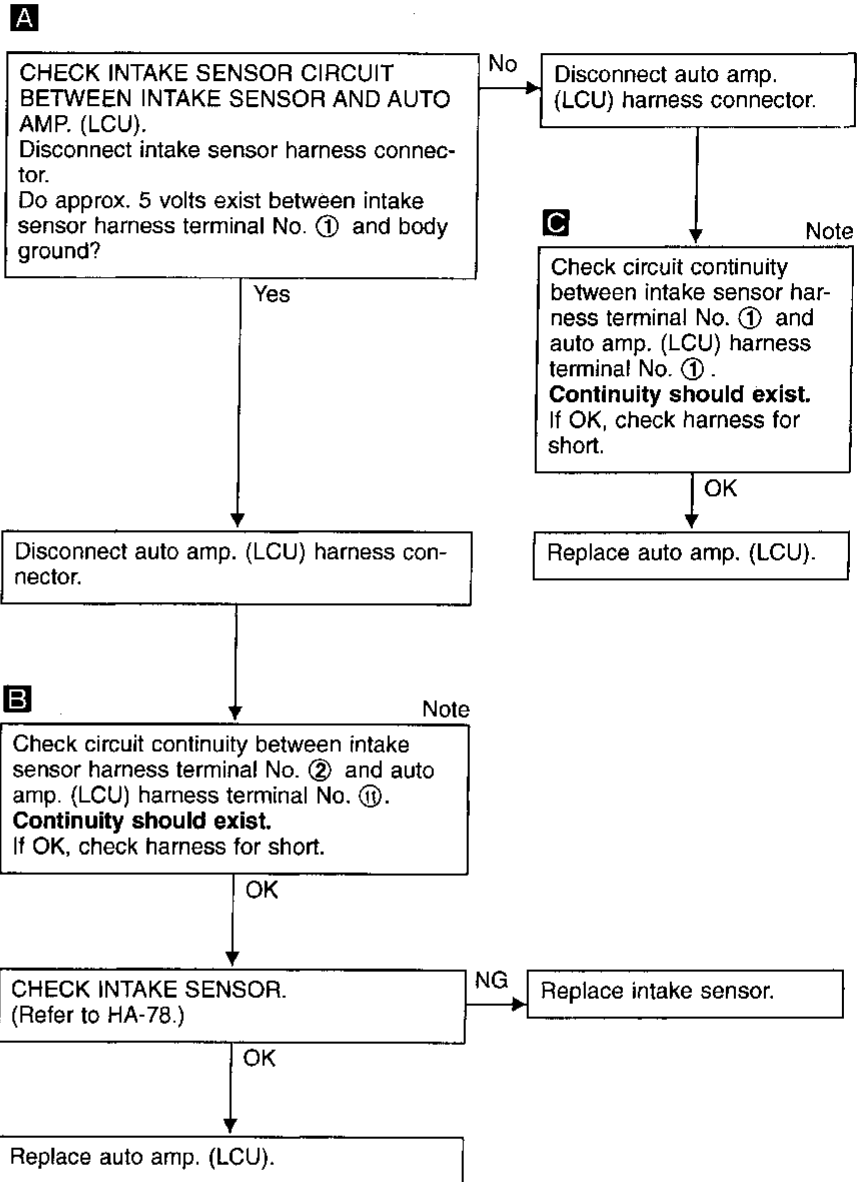 A
CHECK INTAKE SENSOR CIRCUIT
BETWEEN INTAKE SENSOR AND AUTO
AMP. (LCU).
Disconnect intake sensor harness connec-
tor.
Do approx. 5 volts exist between intake
sensor harness terminal No. ① and body
ground?
No
Disconnect auto amp.
(LCU) harness connector.
Yes
C
Note
Check circuit continuity
between intake sensor har-
ness terminal No. ① and
auto amp. (LCU) harness
terminal No. ① .
Continuity should exist.
If OK, check harness for
short.
OK
Replace auto amp. (LCU).
Disconnect auto amp. (LCU) harness con-
nector.
B
Note
Check circuit continuity between intake
sensor harness terminal No. ② and auto
amp. (LCU) harness terminal No. ⑪.
Continuity should exist.
If OK, check harness for short.
OK
CHECK INTAKE SENSOR.
(Refer to HA-78.)
NG
Replace intake sensor.
OK
Replace auto amp. (LCU).